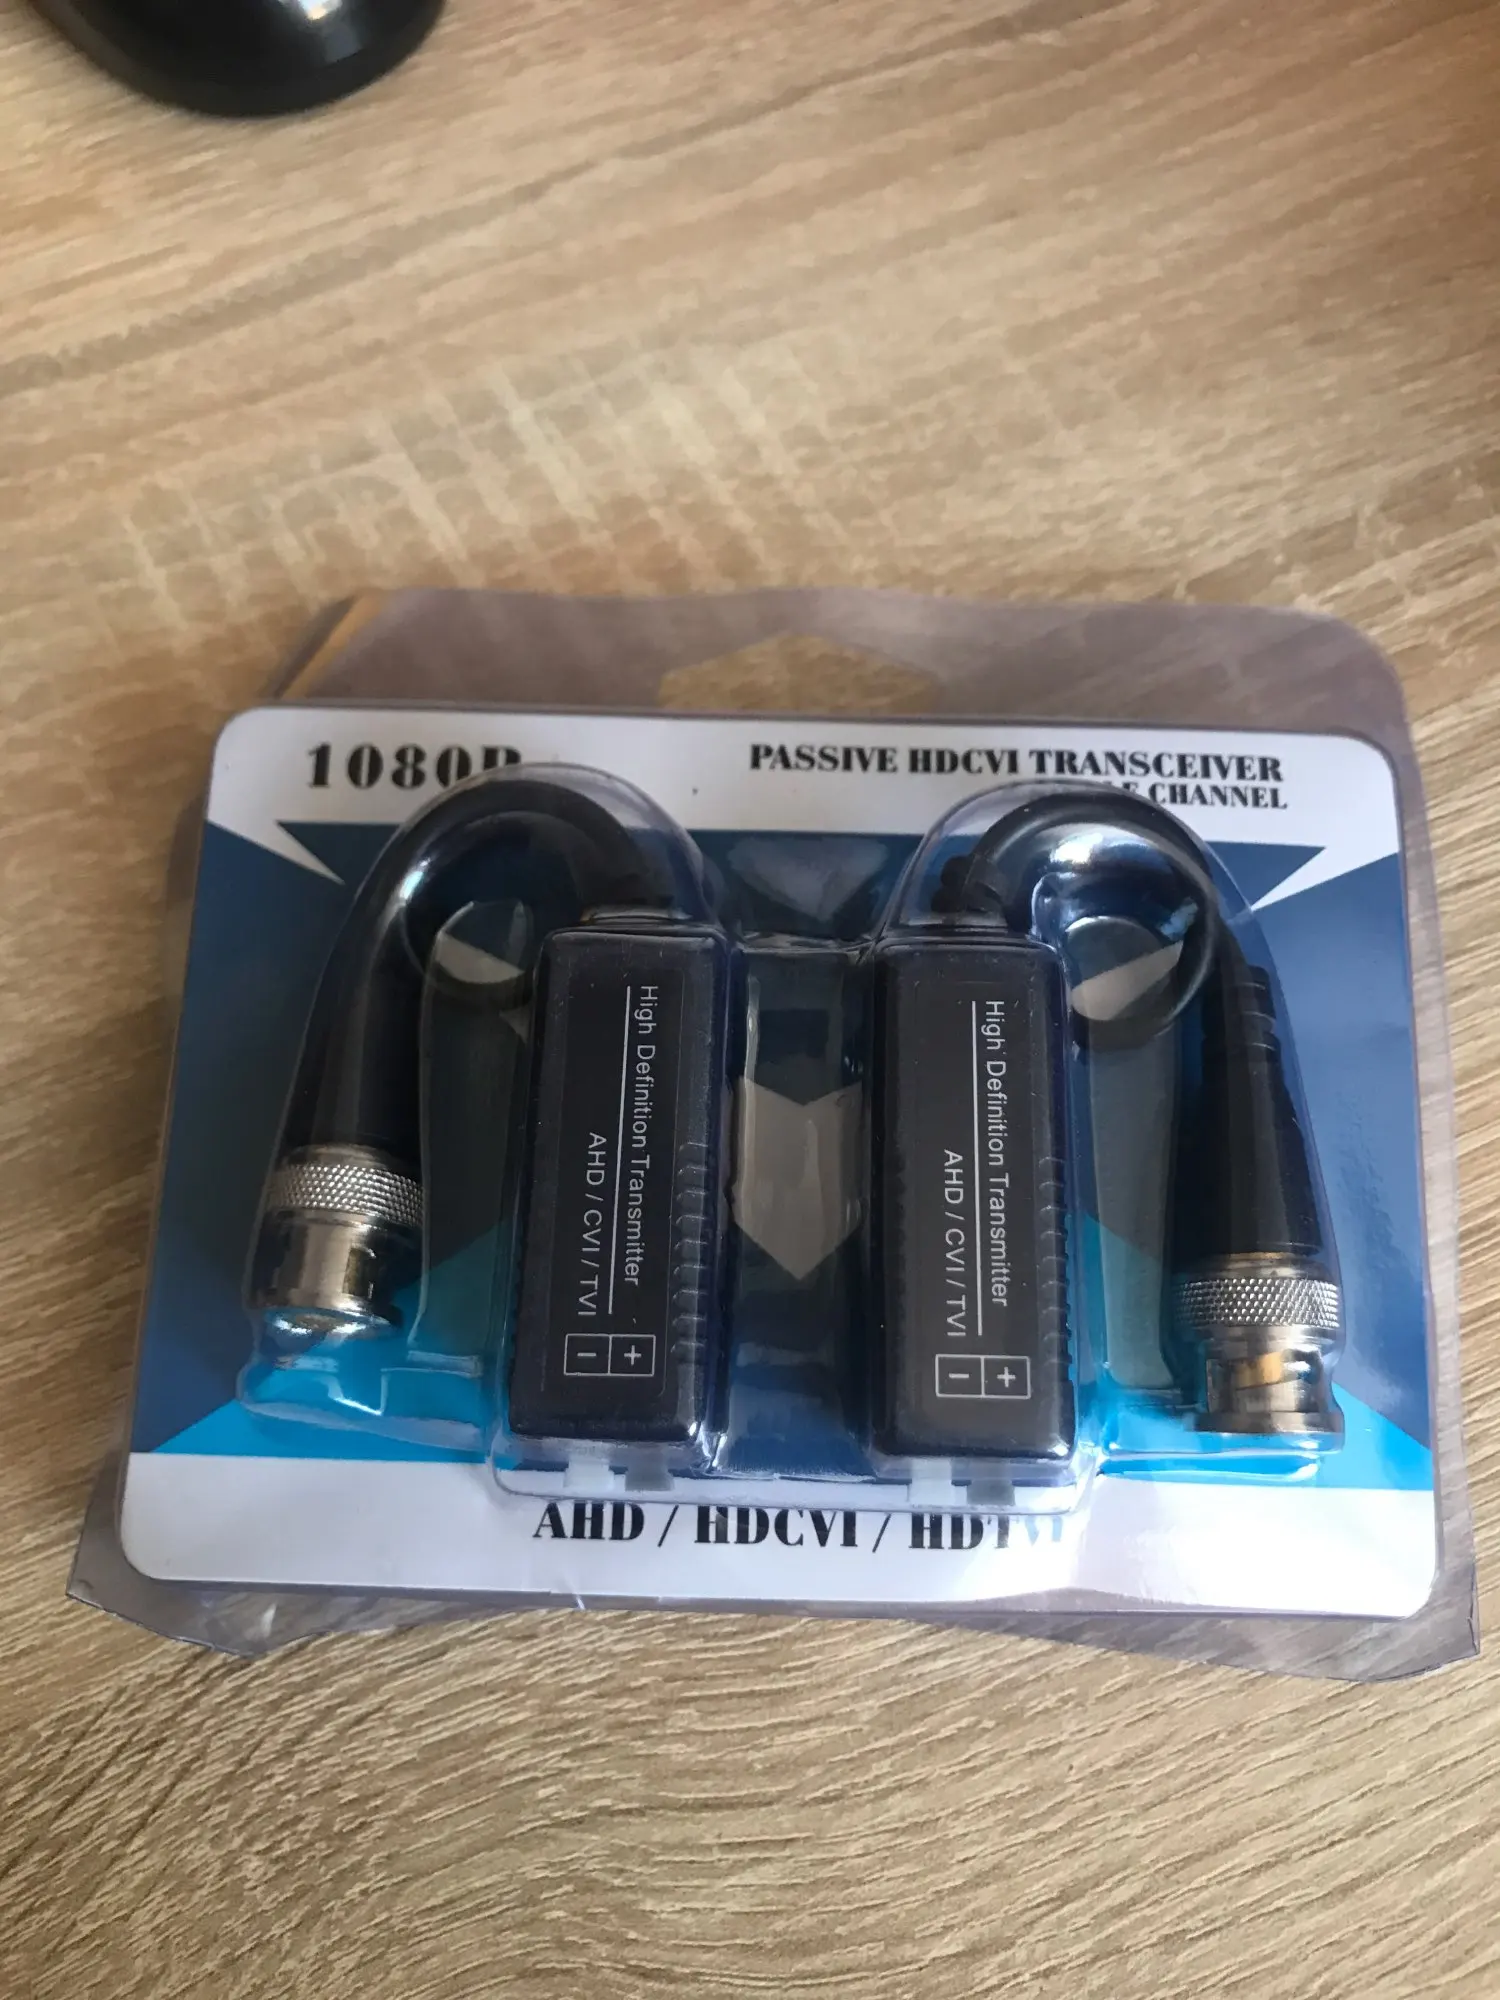 1080P
PASSIVE HDCVI TRANSCEIVER
CHANNEL
High Definition Transmitter
AHD / CVI / TVI
- +
High Definition Transmitter
AHD / CVI / TVI
- +
AHD / HDCVI / HDTVI